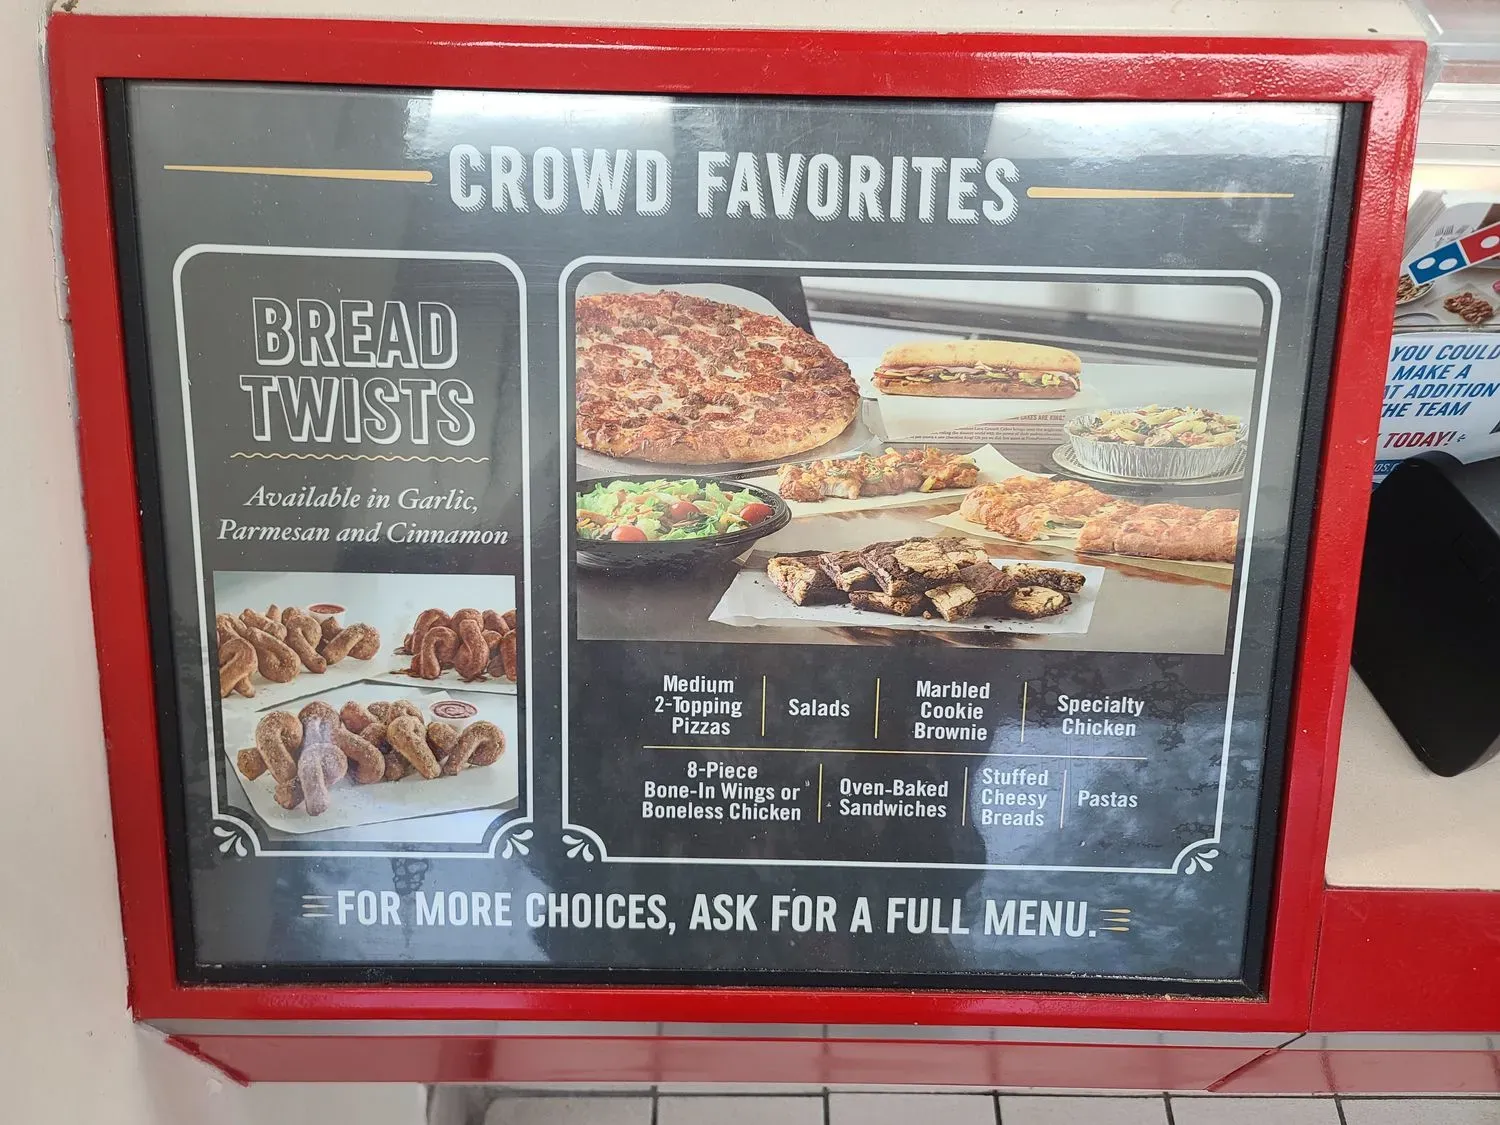 CROWD FAVORITES
BREAD
TWISTS
Available in Garlic,
Parmesan and Cinnamon
Medium
2-Topping
Pizzas
Salads
Marbled
Cookie
Brownie
Specialty
Chicken
8-Piece
Bone-In Wings or
Boneless Chicken
Oven-Baked
Sandwiches
Stuffed
Cheesy
Breads
Pastas
FOR MORE CHOICES, ASK FOR A FULL MENU.
YOU COULD
MAKE A
ADDITION
THE TEAM
TODAY!